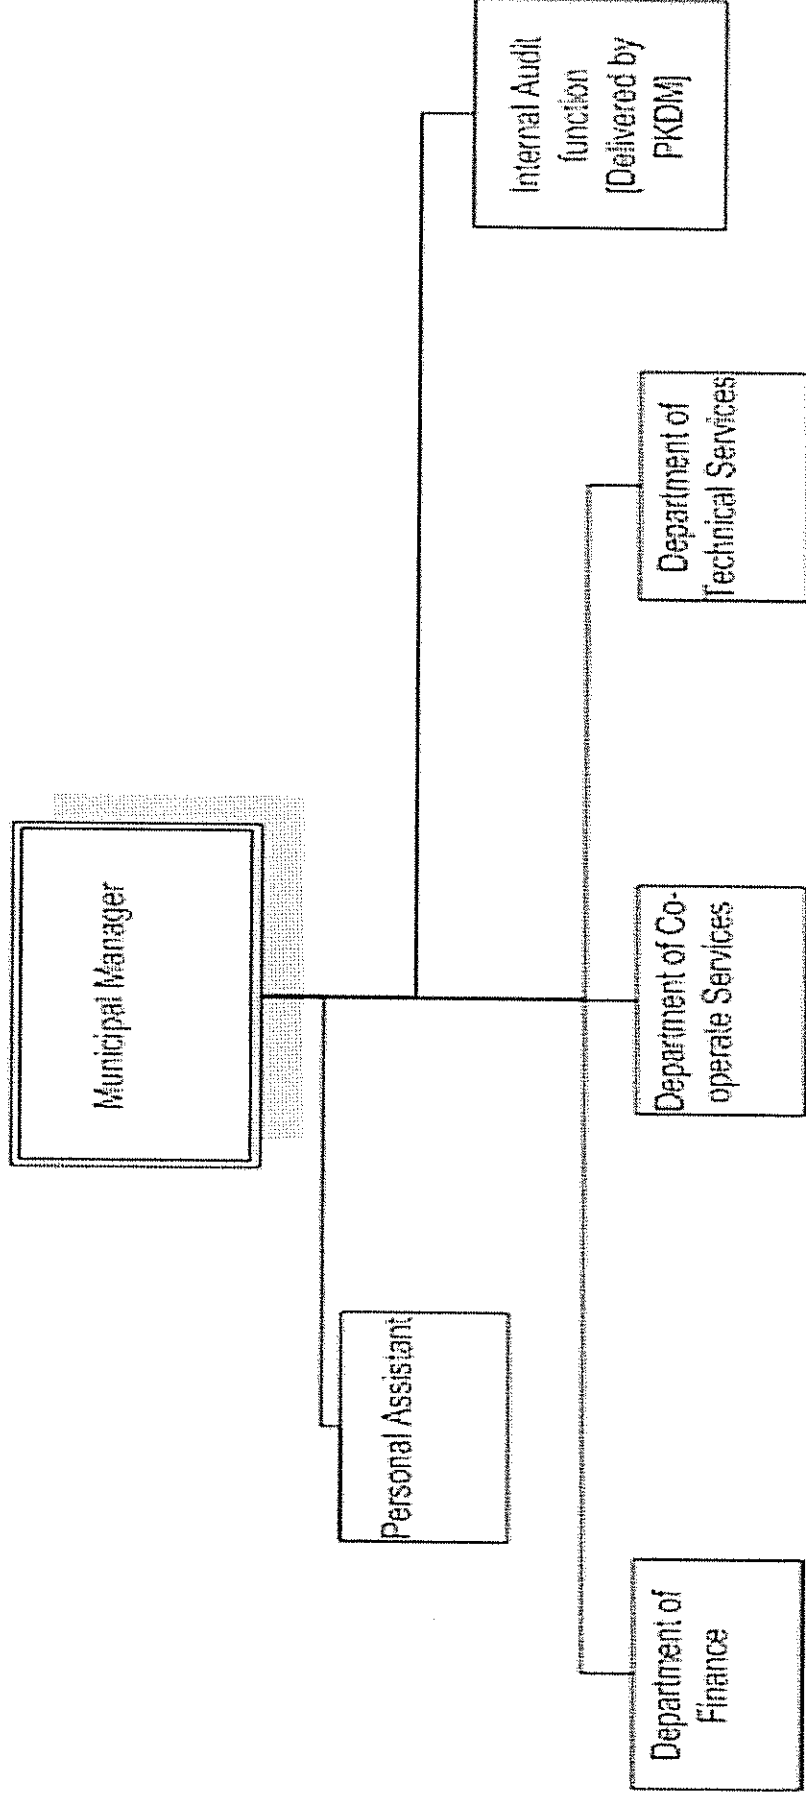 Municipal Manager
Personal Assistant
Internal Audit
function
[Delivered by
PKDM]
Department of
Finance
Department of Co-
operate Services
Department of
Technical Services